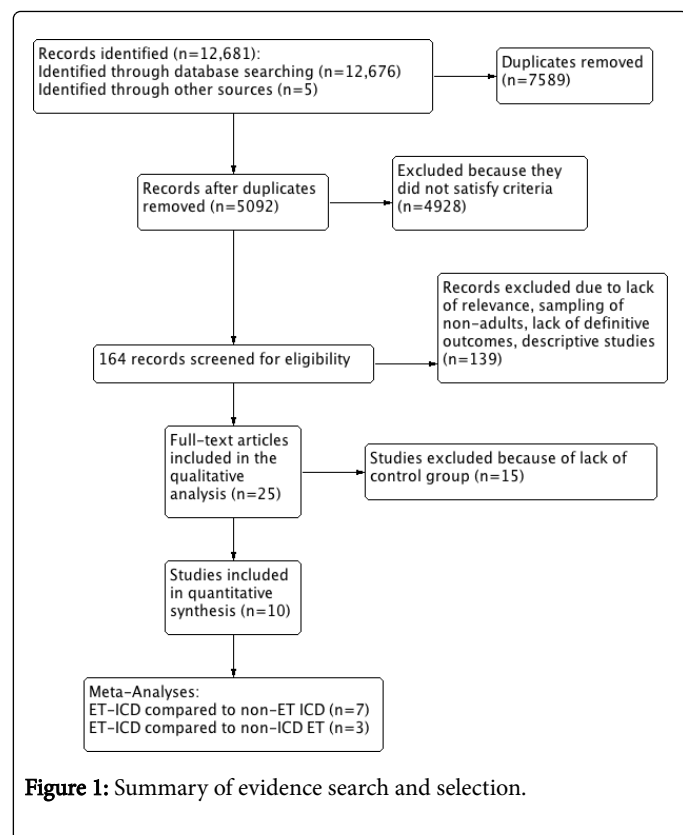 Records identified (n=12,681):
Identified through database searching (n=12,676)
Identified through other sources (n=5)
Duplicates removed
(n=7589)
Records after duplicates
removed (n=5092)
Excluded because they
did not satisfy criteria
(n=4928)
Records excluded due to lack
of relevance, sampling of
non-adults, lack of definitive
outcomes, descriptive studies
(n=139)
164 records screened for eligibility
Full-text articles
included in the
qualitative
analysis (n=25)
Studies excluded because of lack of
control group (n=15)
Studies included
in quantitative
synthesis (n=10)
Meta-Analyses:
ET-ICD compared to non-ET ICD (n=7)
ET-ICD compared to non-ICD ET (n=3)
Figure 1: Summary of evidence search and selection.